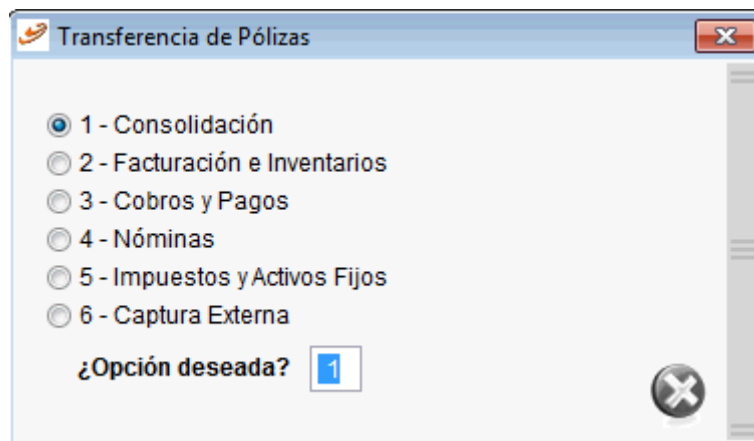 Transferencia de Pólizas
1 - Consolidación
2 - Facturación e Inventarios
3 - Cobros y Pagos
4 - Nóminas
5 - Impuestos y Activos Fijos
6 - Captura Externa
¿Opción deseada? 1